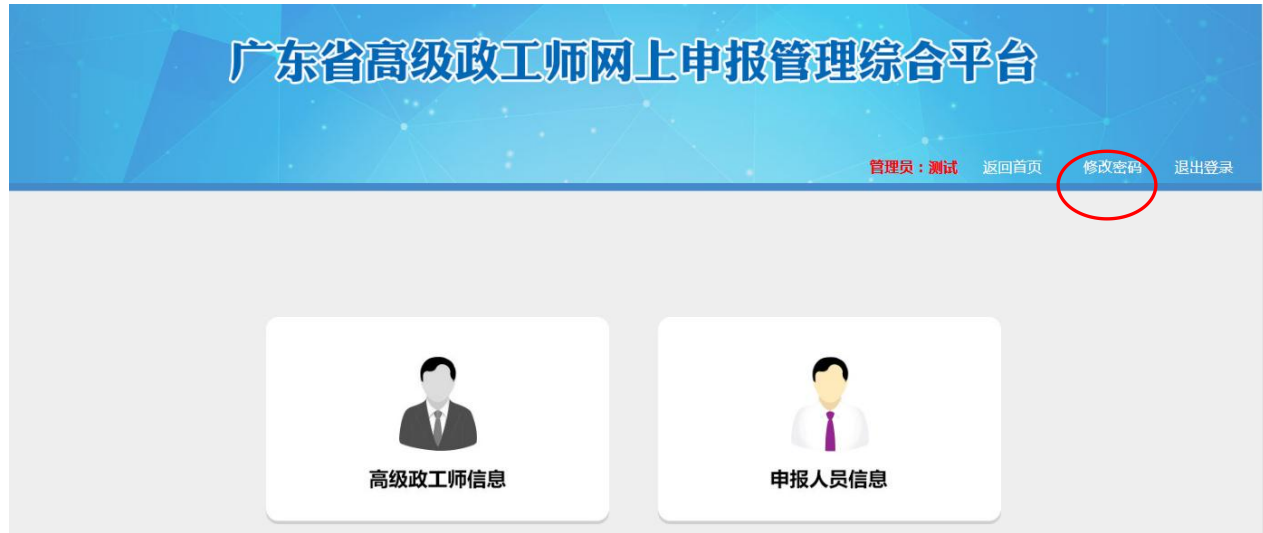 广东省高级政工师网上申报管理综合平台
管理员：测试 返回首页 修改密码 退出登录
高级政工师信息 申报人员信息